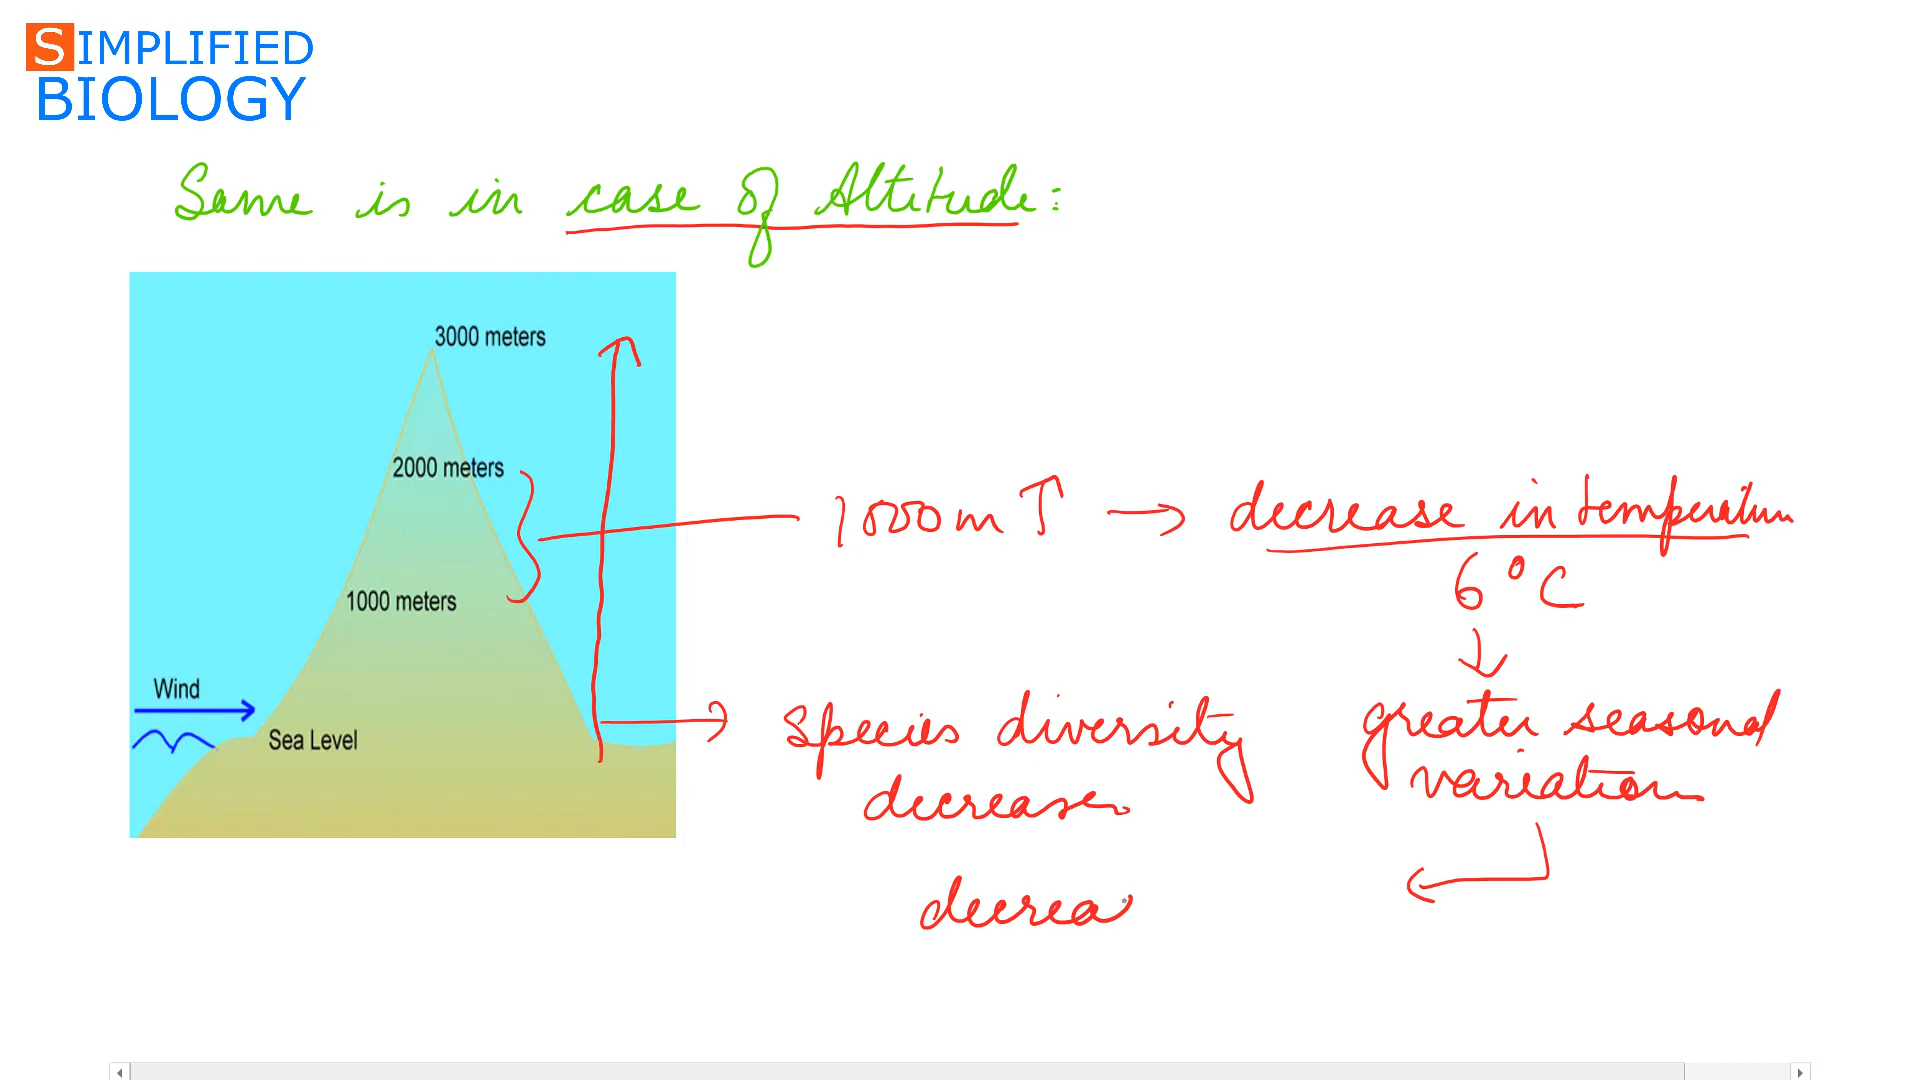 SIMPLIFIED
BIOLOGY
Same is in case of Altitude:
3000 meters
2000 meters
1000m ↑ → decrease in temperature
6°C
1000 meters
Wind
Sea Level
Species diversity
decreases
greater seasonal
variation
decrea